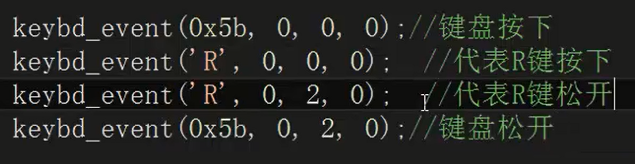 keybd_event(0x5b, 0, 0, 0);//键盘按下
keybd_event('R', 0, 0, 0);  //代表R键按下
keybd_event('R', 0, 2, 0);  //代表R键松开
keybd_event(0x5b, 0, 2, 0);//键盘松开